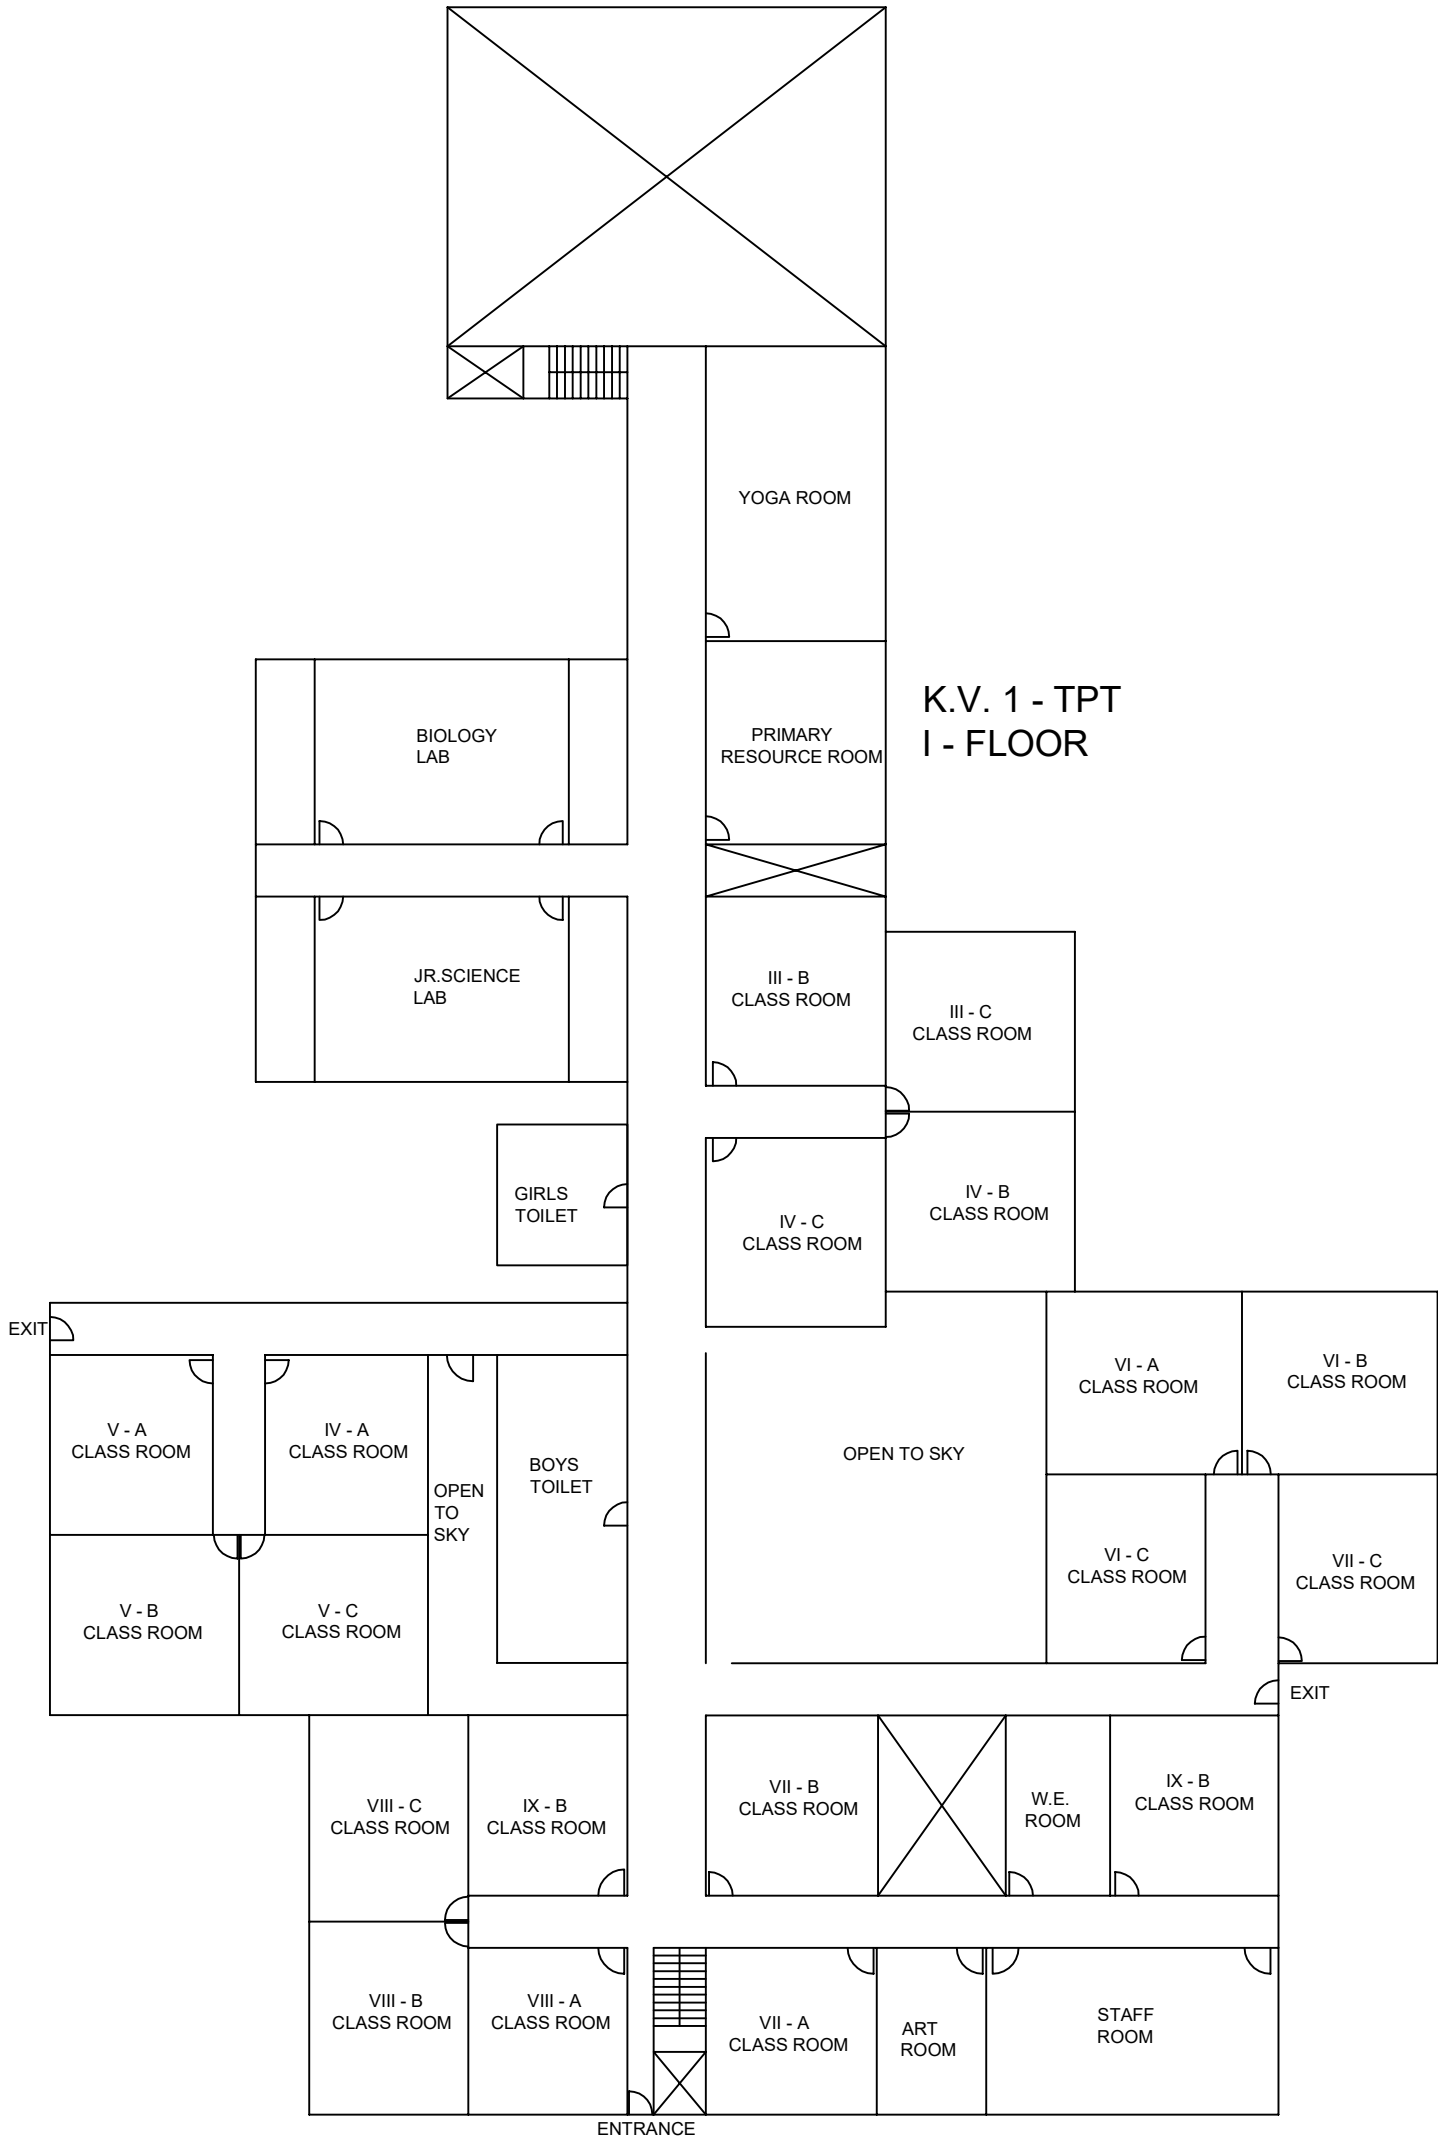 YOGA ROOM
K.V. 1 - TPT
I - FLOOR
BIOLOGY
LAB
PRIMARY
RESOURCE ROOM
JR.SCIENCE
LAB
III - B
CLASS ROOM
III - C
CLASS ROOM
GIRLS
TOILET
IV - C
CLASS ROOM
IV - B
CLASS ROOM
EXIT
V - A
CLASS ROOM
IV - A
CLASS ROOM
OPEN
TO
SKY
BOYS
TOILET
OPEN TO SKY
VI - A
CLASS ROOM
VI - B
CLASS ROOM
V - B
CLASS ROOM
V - C
CLASS ROOM
VI - C
CLASS ROOM
VII - C
CLASS ROOM
EXIT
VIII - C
CLASS ROOM
IX - B
CLASS ROOM
VII - B
CLASS ROOM
W.E.
ROOM
IX - B
CLASS ROOM
VIII - B
CLASS ROOM
VIII - A
CLASS ROOM
VII - A
CLASS ROOM
ART
ROOM
STAFF
ROOM
ENTRANCE